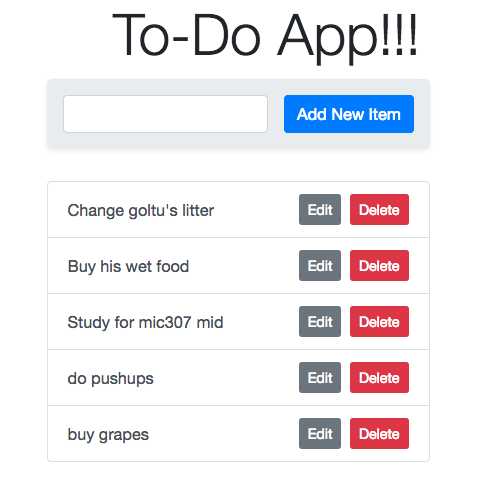 To-Do App!!!
Add New Item
Change goltu's litter Edit Delete
Buy his wet food Edit Delete
Study for mic307 mid Edit Delete
do pushups Edit Delete
buy grapes Edit Delete